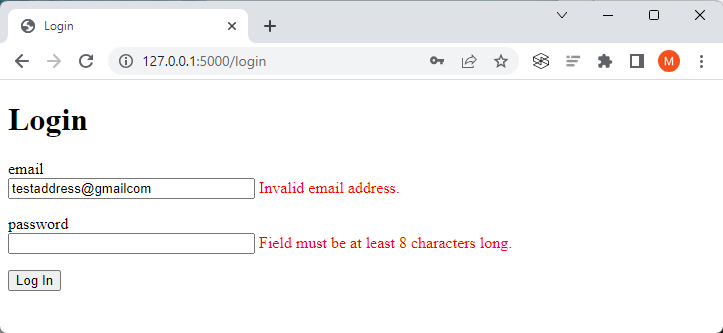 Login
127.0.0.1:5000/login
M
Login
email
testaddress@gmailcom Invalid email address.
password
Field must be at least 8 characters long.
Log In